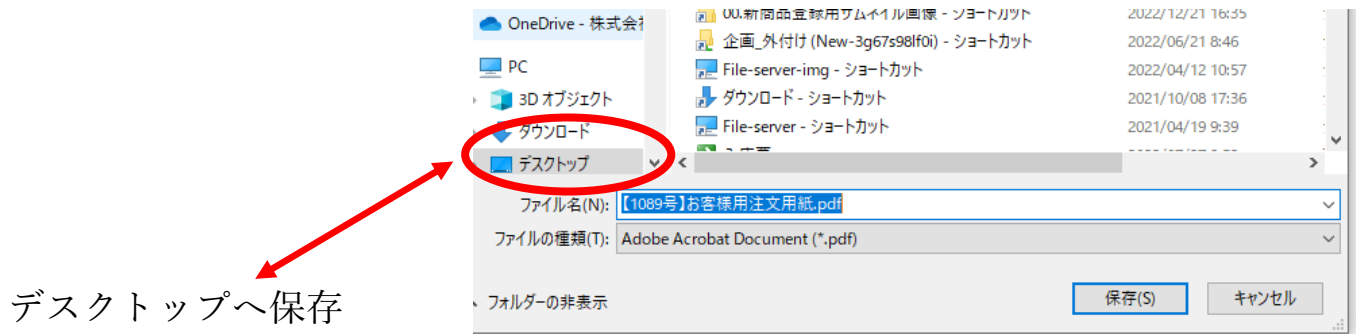 OneDrive - 株式会社
PC
3D オブジェクト
ダウンロード
デスクトップ
00.新商品登録用サムネイル画像 - ショートカット 2022/12/21 16:35
企画_外付け (New-3g67s98lf0i) - ショートカット 2022/06/21 8:46
File-server-img - ショートカット 2022/04/12 10:57
ダウンロード - ショートカット 2021/10/08 17:36
File-server - ショートカット 2021/04/19 9:39
ファイル名(N): 【1089号】お客様用注文用紙.pdf
ファイルの種類(T): Adobe Acrobat Document (*.pdf)
フォルダーの非表示
保存(S) キャンセル
デスクトップへ保存